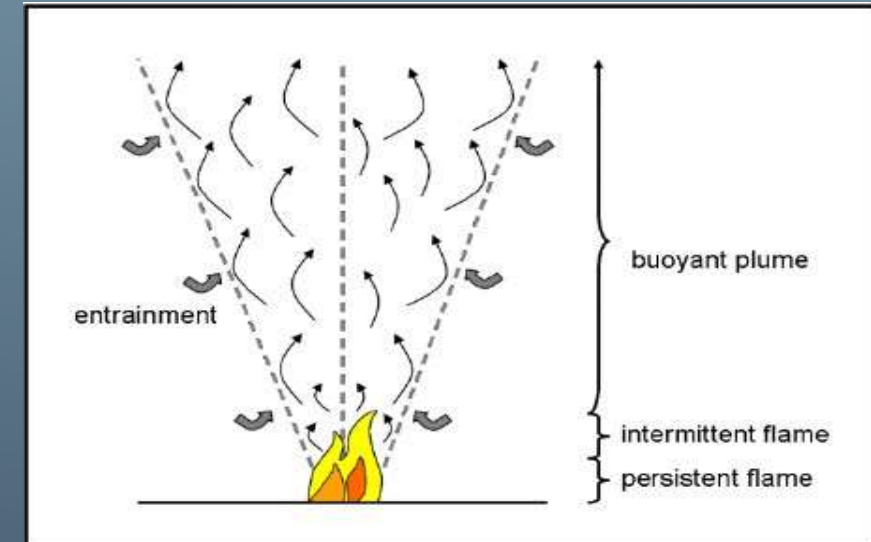 buoyant plume
entrainment
intermittent flame
persistent flame